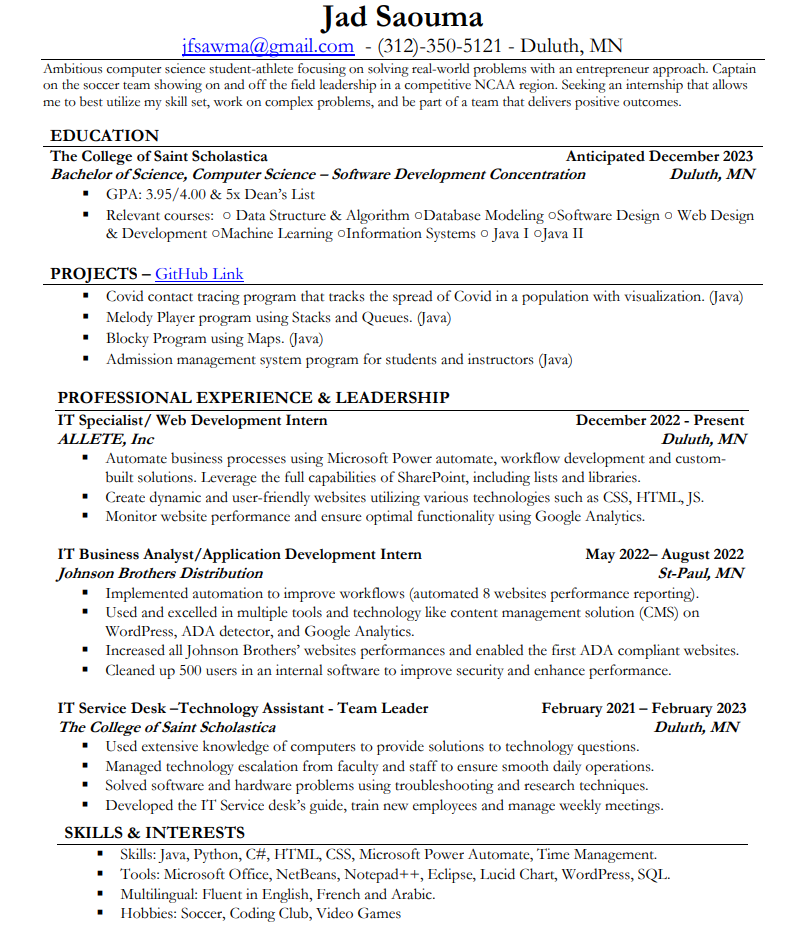 Jad Saouma
jfsawma@gmail.com - (312)-350-5121 - Duluth, MN
Ambitious computer science student-athlete focusing on solving real-world problems with an entrepreneur approach. Captain
on the soccer team showing on and off the field leadership in a competitive NCAA region. Seeking an internship that allows
me to best utilize my skill set, work on complex problems, and be part of a team that delivers positive outcomes.
EDUCATION
The College of Saint Scholastica Anticipated December 2023
Bachelor of Science, Computer Science – Software Development Concentration Duluth, MN
▪ GPA: 3.95/4.00 & 5x Dean's List
▪ Relevant courses: ○ Data Structure & Algorithm ○Database Modeling ○Software Design ○ Web Design
& Development ○Machine Learning ○Information Systems ○ Java I ○Java II
PROJECTS – GitHub Link
▪ Covid contact tracing program that tracks the spread of Covid in a population with visualization. (Java)
▪ Melody Player program using Stacks and Queues. (Java)
▪ Blocky Program using Maps. (Java)
▪ Admission management system program for students and instructors (Java)
PROFESSIONAL EXPERIENCE & LEADERSHIP
IT Specialist/ Web Development Intern December 2022 - Present
ALLETE, Inc Duluth, MN
▪ Automate business processes using Microsoft Power automate, workflow development and custom-
built solutions. Leverage the full capabilities of SharePoint, including lists and libraries.
▪ Create dynamic and user-friendly websites utilizing various technologies such as CSS, HTML, JS.
▪ Monitor website performance and ensure optimal functionality using Google Analytics.
IT Business Analyst/Application Development Intern May 2022– August 2022
Johnson Brothers Distribution St-Paul, MN
▪ Implemented automation to improve workflows (automated 8 websites performance reporting).
▪ Used and excelled in multiple tools and technology like content management solution (CMS) on
WordPress, ADA detector, and Google Analytics.
▪ Increased all Johnson Brothers' websites performances and enabled the first ADA compliant websites.
▪ Cleaned up 500 users in an internal software to improve security and enhance performance.
IT Service Desk –Technology Assistant - Team Leader February 2021 – February 2023
The College of Saint Scholastica Duluth, MN
▪ Used extensive knowledge of computers to provide solutions to technology questions.
▪ Managed technology escalation from faculty and staff to ensure smooth daily operations.
▪ Solved software and hardware problems using troubleshooting and research techniques.
▪ Developed the IT Service desk's guide, train new employees and manage weekly meetings.
SKILLS & INTERESTS
▪ Skills: Java, Python, C#, HTML, CSS, Microsoft Power Automate, Time Management.
▪ Tools: Microsoft Office, NetBeans, Notepad++, Eclipse, Lucid Chart, WordPress, SQL.
▪ Multilingual: Fluent in English, French and Arabic.
▪ Hobbies: Soccer, Coding Club, Video Games